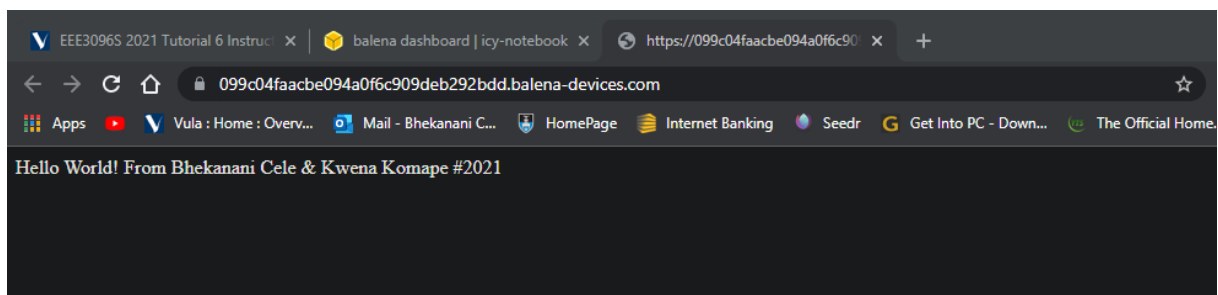 EEE3096S 2021 Tutorial 6 Instruc
balena dashboard | icy-notebook
https://099c04faacbe094a0f6c90
099c04faacbe094a0f6c909deb292bdd.balena-devices.com
Apps Vula : Home : Overv... Mail - Bhekanani C... HomePage Internet Banking Seedr Get Into PC - Down... The Official Home.
Hello World! From Bhekanani Cele & Kwena Komape #2021